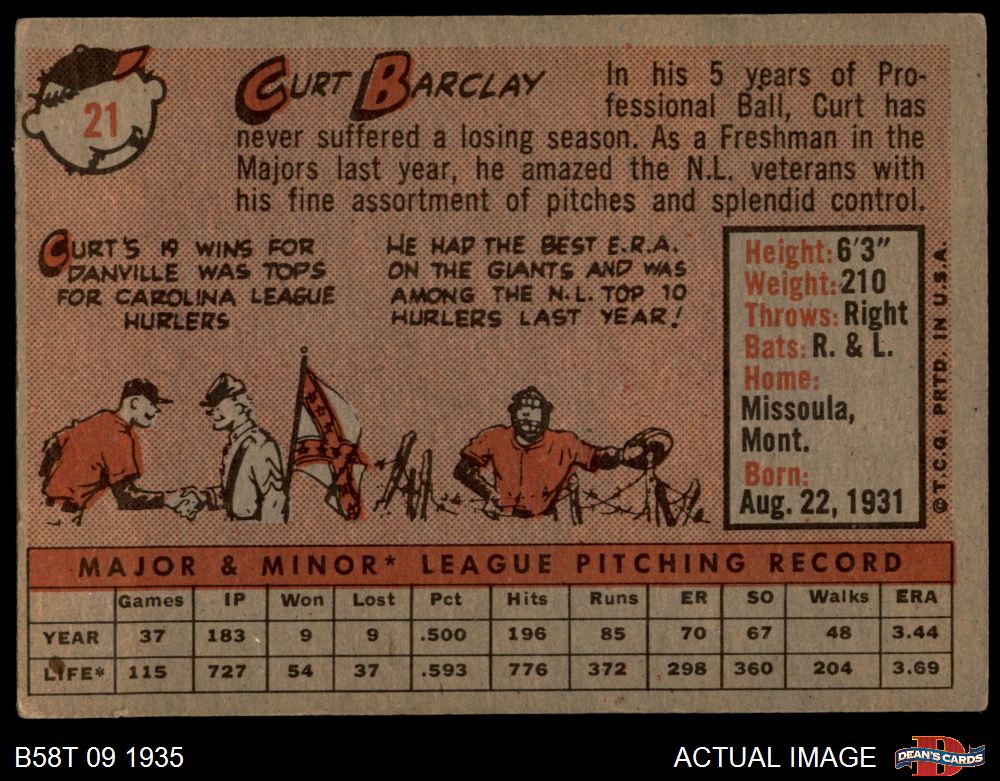 21
CURT BARCLAY
In his 5 years of Pro-
fessional Ball, Curt has
never suffered a losing season. As a Freshman in the
Majors last year, he amazed the N.L. veterans with
his fine assortment of pitches and splendid control.
CURT'S 19 WINS FOR
DANVILLE WAS TOPS
FOR CAROLINA LEAGUE
HURLERS
HE HAD THE BEST E.R.A.
ON THE GIANTS AND WAS
AMONG THE N.L. TOP 10
HURLERS LAST YEAR!
Height: 6'3"
Weight: 210
Throws: Right
Bats: R. & L.
Home:
Missoula,
Mont.
Born:
Aug. 22, 1931
© T.C.G. PRTD. IN U.S.A.
MAJOR & MINOR* LEAGUE PITCHING RECORD
Games IP Won Lost Pct Hits Runs ER SO Walks ERA
YEAR 37 183 9 9 .500 196 85 70 67 48 3.44
LIFE* 115 727 54 37 .593 776 372 298 360 204 3.69
B58T 09 1935
ACTUAL IMAGE
D
DEAN'S CARDS